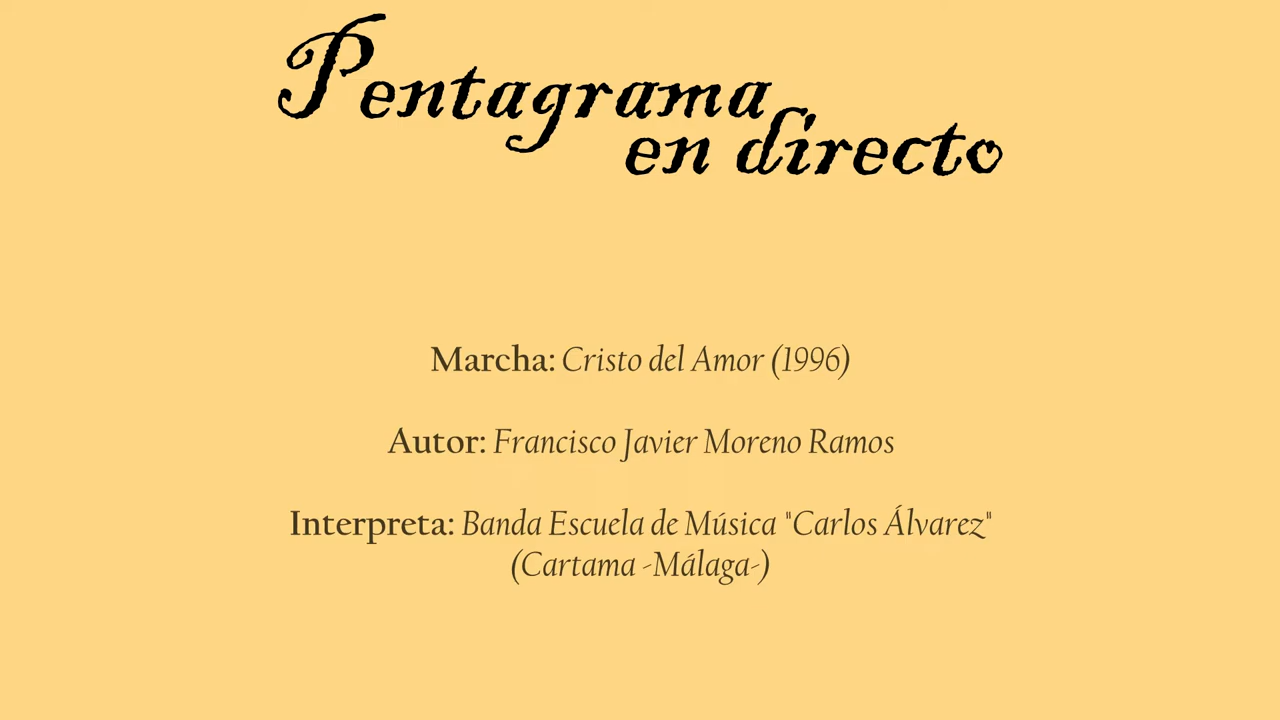 Pentagrama
en directo
Marcha: Cristo del Amor (1996)
Autor: Francisco Javier Moreno Ramos
Interpreta: Banda Escuela de Música "Carlos Álvarez"
(Cartama -Málaga-)